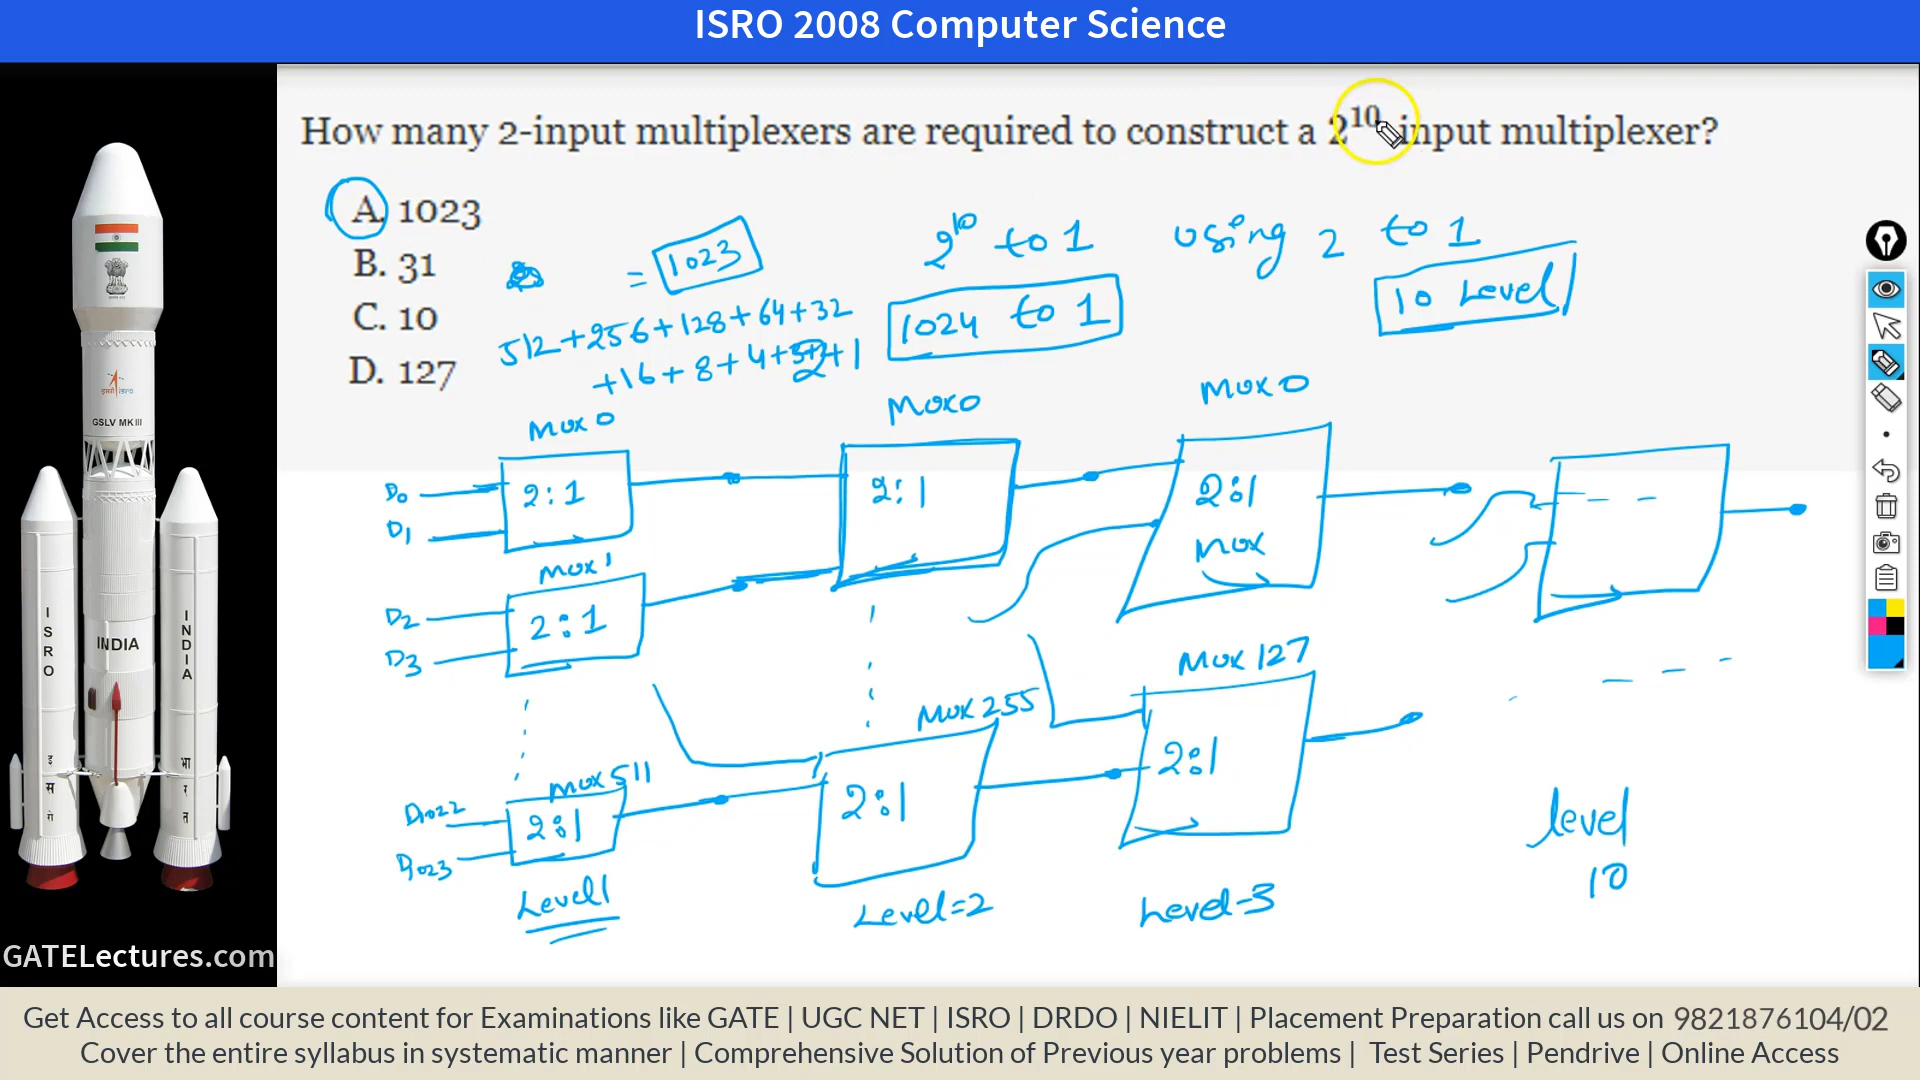 ISRO 2008 Computer Science
How many 2-input multiplexers are required to construct a 2^10 input multiplexer?
A. 1023
B. 31
C. 10
D. 127
= 1023
512+256+128+64+32
+16+8+4+2+1
2^10 to 1 using 2 to 1
1024 to 1
10 Level
Mux 0
Mux 0
Mux 0
D0
D1
2:1
2:1
2:1
Mux
Mux 1
D2
D3
2:1
Mux 511
D1022
D1023
2:1
Mux 255
2:1
Mux 127
2:1
Level 1
Level=2
Level-3
level
10
GSLV MK III
INDIA
ISRO
INDIA
इसरो
भारत
GATELectures.com
Get Access to all course content for Examinations like GATE | UGC NET | ISRO | DRDO | NIELIT | Placement Preparation call us on 9821876104/02
Cover the entire syllabus in systematic manner | Comprehensive Solution of Previous year problems | Test Series | Pendrive | Online Access